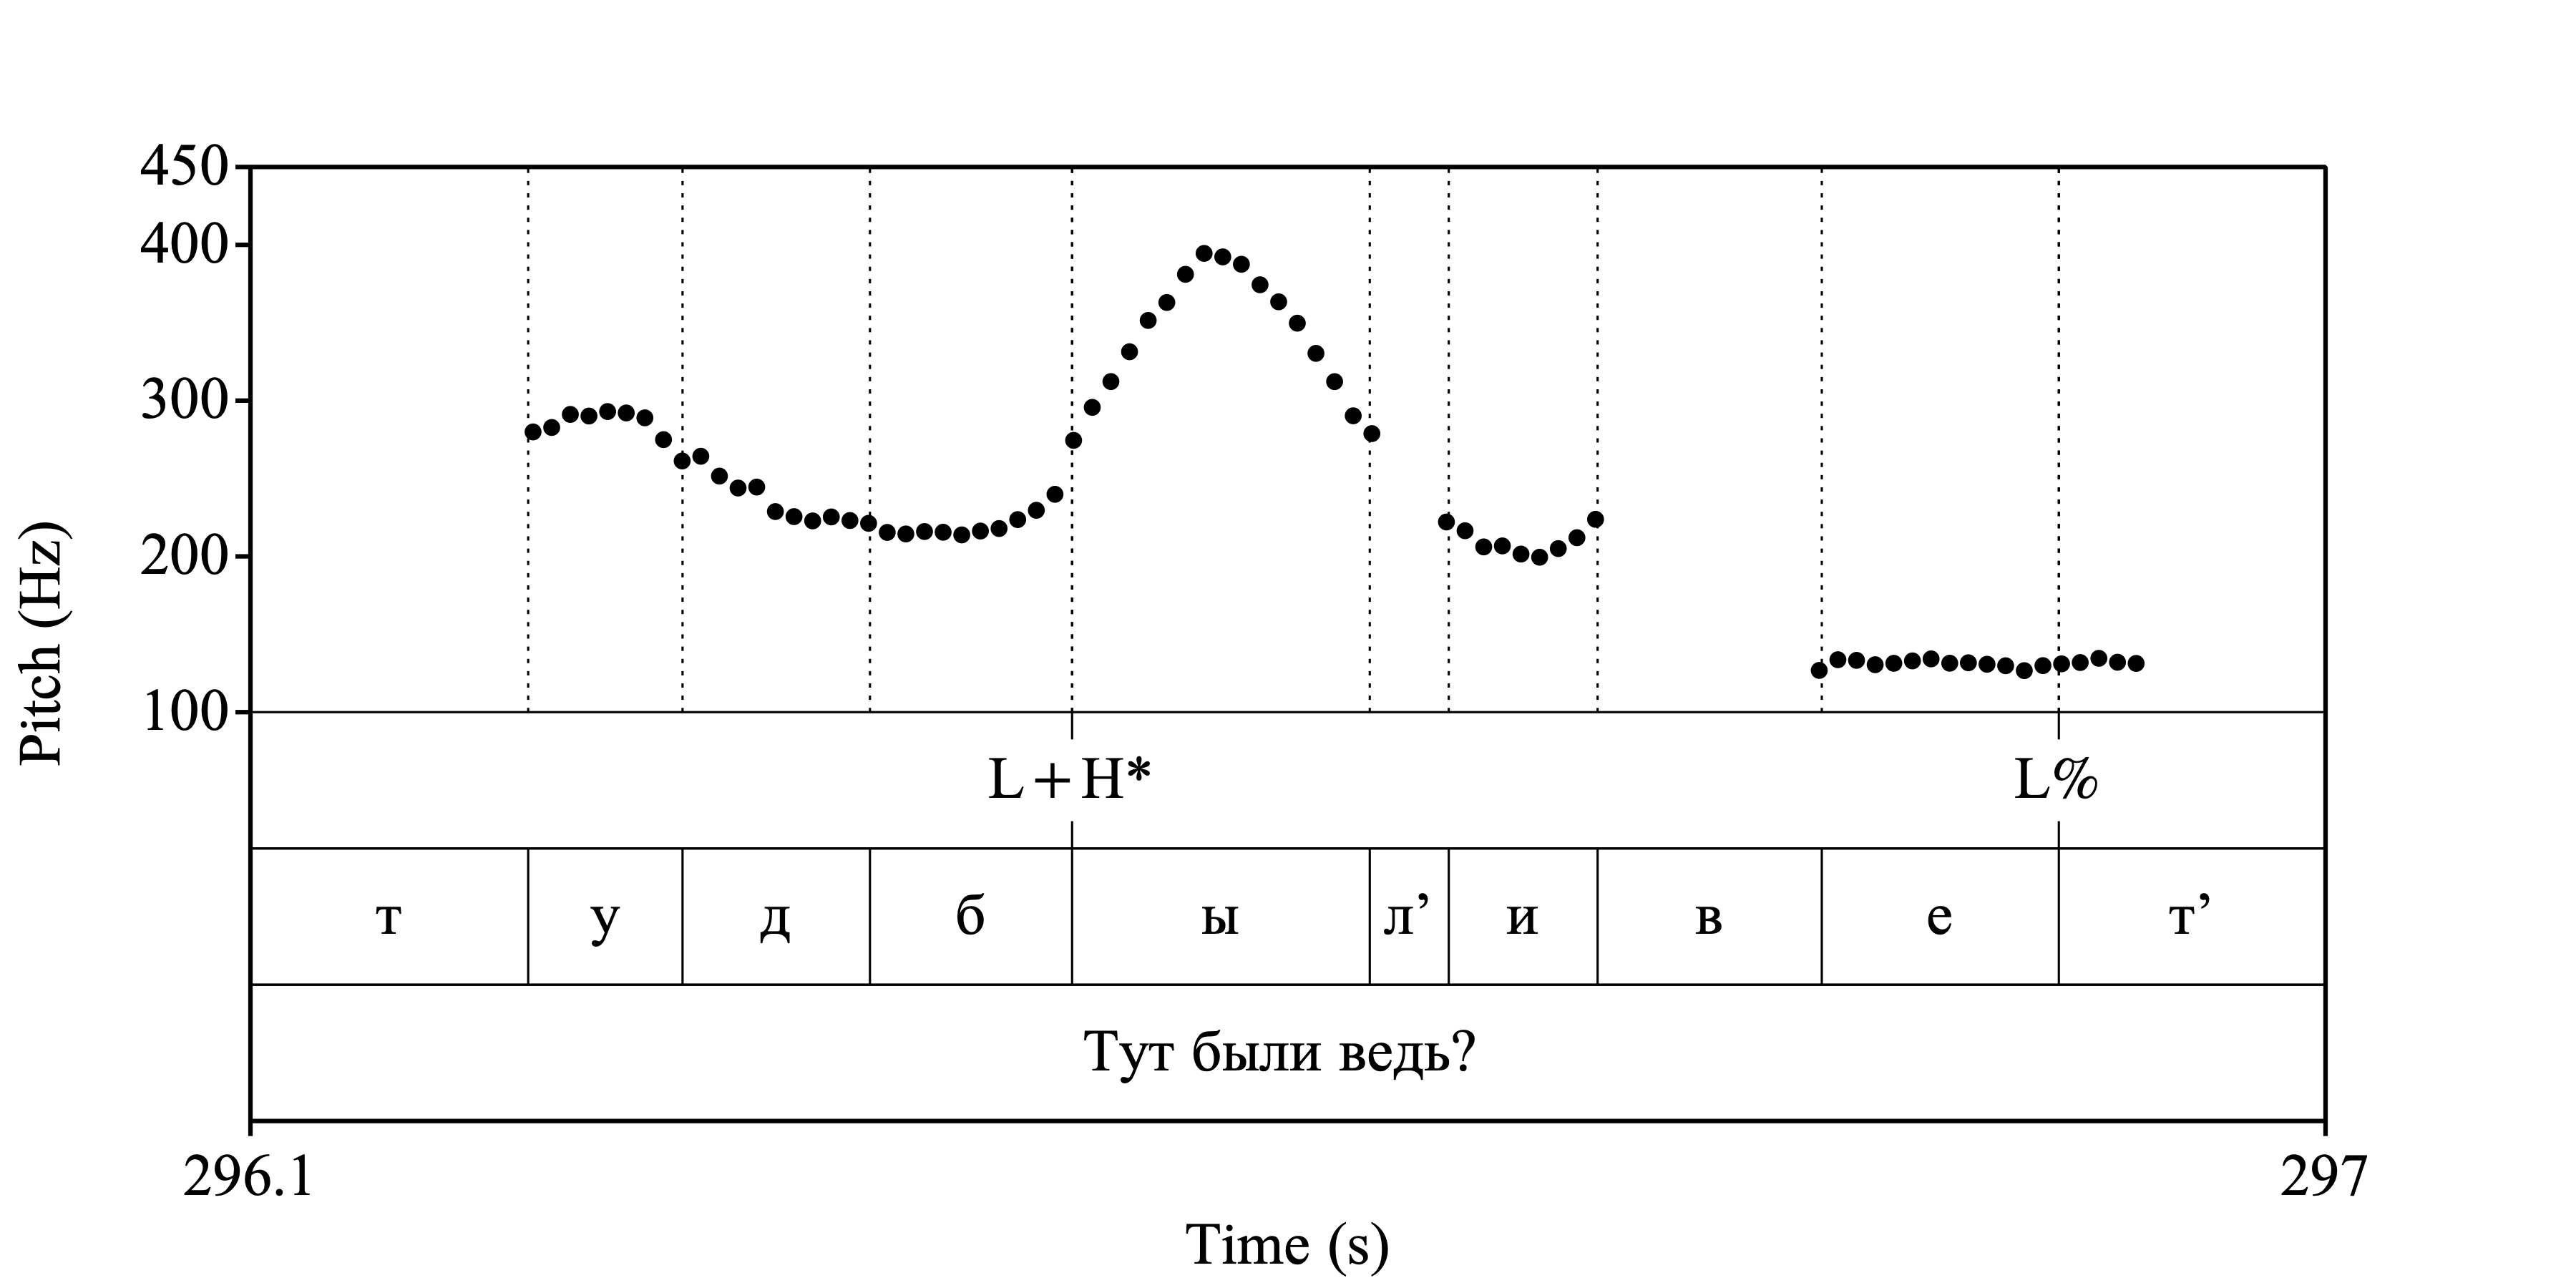 450
400
300
200
100
Pitch (Hz)
L+H* L%
т у д б ы л’ и в е т’
Тут были ведь?
296.1 297
Time (s)